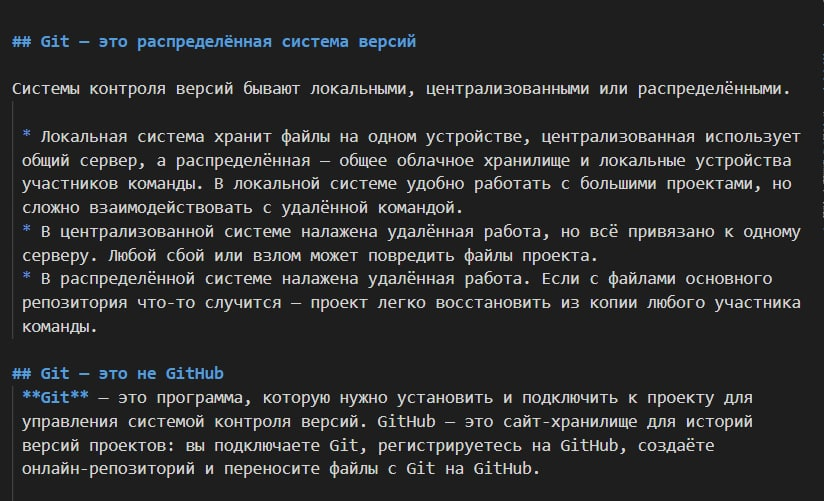 ## Git — это распределённая система версий
Системы контроля версий бывают локальными, централизованными или распределёнными.
* Локальная система хранит файлы на одном устройстве, централизованная использует
общий сервер, а распределённая — общее облачное хранилище и локальные устройства
участников команды. В локальной системе удобно работать с большими проектами, но
сложно взаимодействовать с удалённой командой.
* В централизованной системе налажена удалённая работа, но всё привязано к одному
серверу. Любой сбой или взлом может повредить файлы проекта.
* В распределённой системе налажена удалённая работа. Если с файлами основного
репозитория что-то случится — проект легко восстановить из копии любого участника
команды.
## Git — это не GitHub
**Git** — это программа, которую нужно установить и подключить к проекту для
управления системой контроля версий. GitHub — это сайт-хранилище для историй
версий проектов: вы подключаете Git, регистрируетесь на GitHub, создаёте
онлайн-репозиторий и переносите файлы с Git на GitHub.